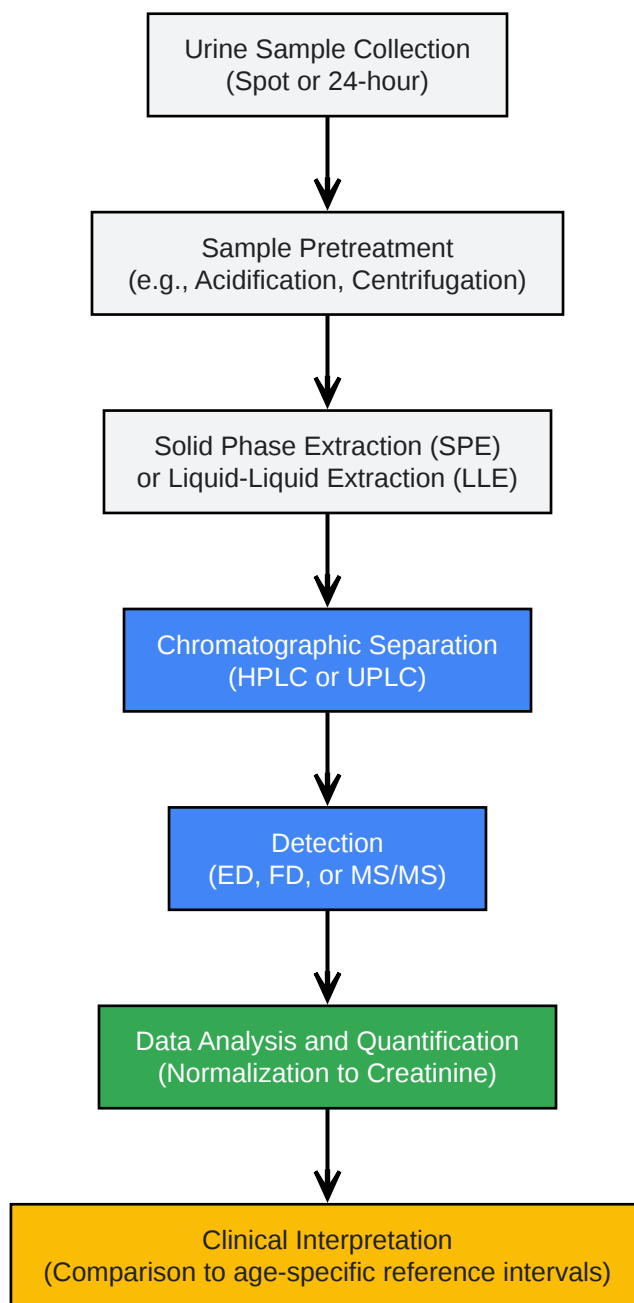 Urine Sample Collection
(Spot or 24-hour)
Sample Pretreatment
(e.g., Acidification, Centrifugation)
Solid Phase Extraction (SPE)
or Liquid-Liquid Extraction (LLE)
Chromatographic Separation
(HPLC or UPLC)
Detection
(ED, FD, or MS/MS)
Data Analysis and Quantification
(Normalization to Creatinine)
Clinical Interpretation
(Comparison to age-specific reference intervals)